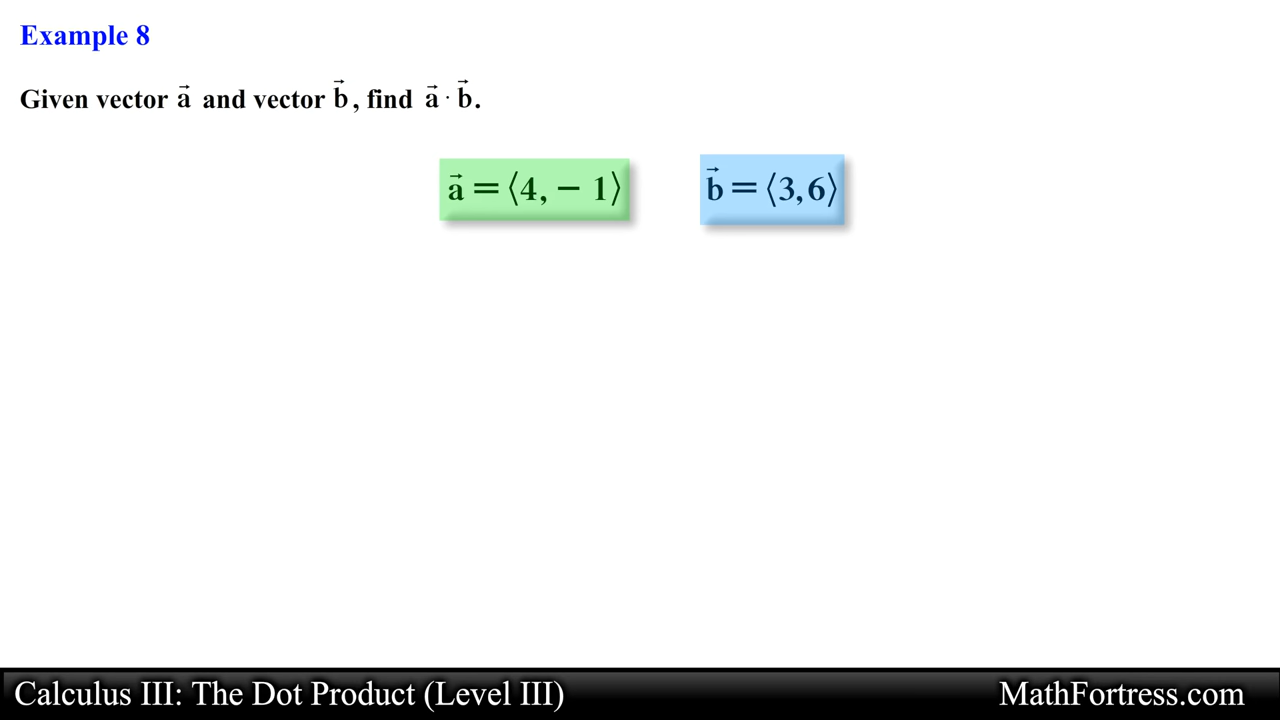 Example 8
Given vector a⃗ and vector b⃗, find a⃗ · b⃗.
a⃗ = ⟨4, − 1⟩
b⃗ = ⟨3,6⟩
Calculus III: The Dot Product (Level III)
MathFortress.com